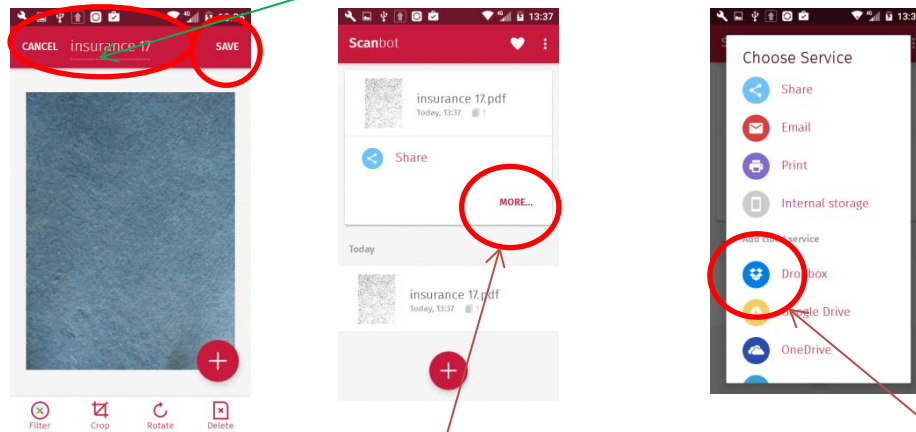 CANCEL insurance 17 SAVE
Filter Crop Rotate Delete
13:37
Scanbot
insurance 17.pdf
Today, 13:37 1
Share
MORE...
Today
insurance 17.pdf
Today, 13:37 1
Choose Service
Share
Email
Print
Internal storage
Add cloud service
Dropbox
Google Drive
OneDrive